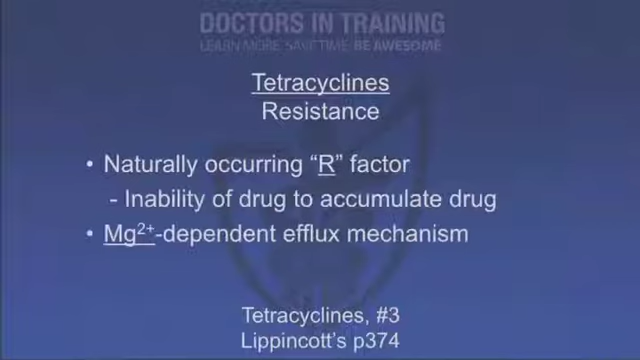 DOCTORS IN TRAINING
LEARN MORE. SAVE TIME. BE AWESOME
Tetracyclines
Resistance
• Naturally occurring “R” factor
- Inability of drug to accumulate drug
• Mg²⁺-dependent efflux mechanism
Tetracyclines, #3
Lippincott's p374